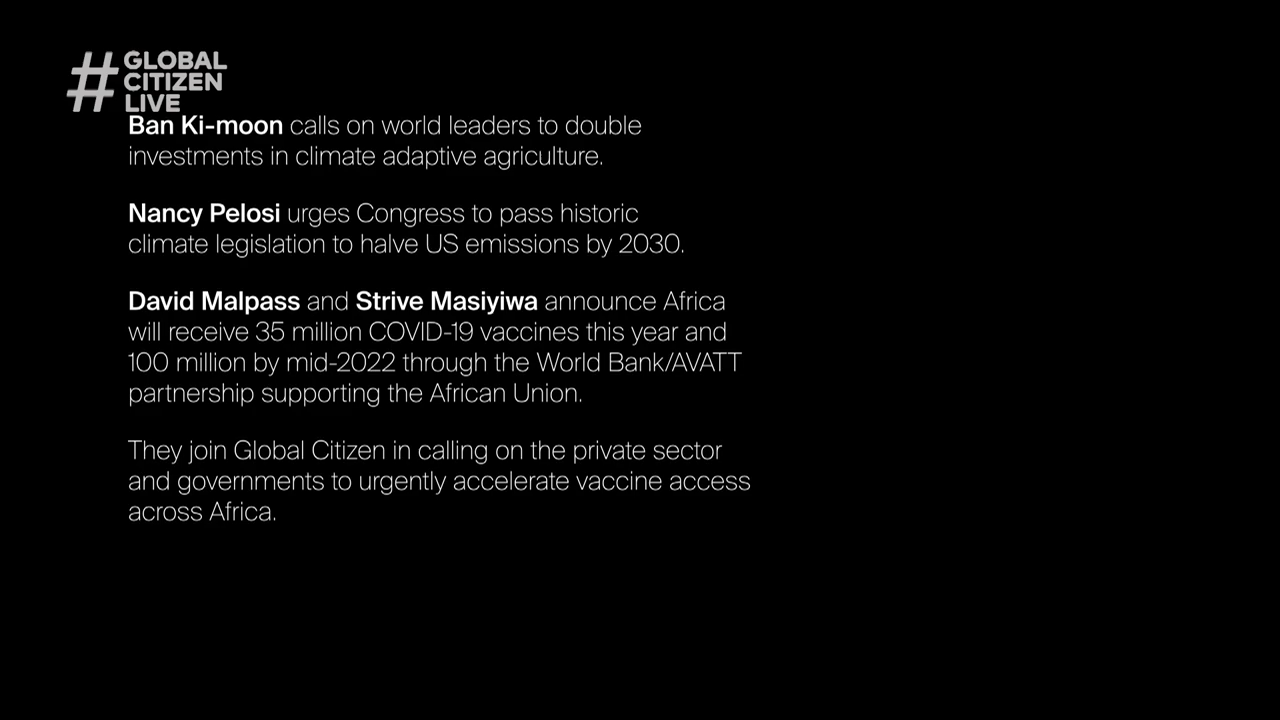 # GLOBAL
CITIZEN
LIVE
Ban Ki-moon calls on world leaders to double
investments in climate adaptive agriculture.
Nancy Pelosi urges Congress to pass historic
climate legislation to halve US emissions by 2030.
David Malpass and Strive Masiyiwa announce Africa
will receive 35 million COVID-19 vaccines this year and
100 million by mid-2022 through the World Bank/AVATT
partnership supporting the African Union.
They join Global Citizen in calling on the private sector
and governments to urgently accelerate vaccine access
across Africa.